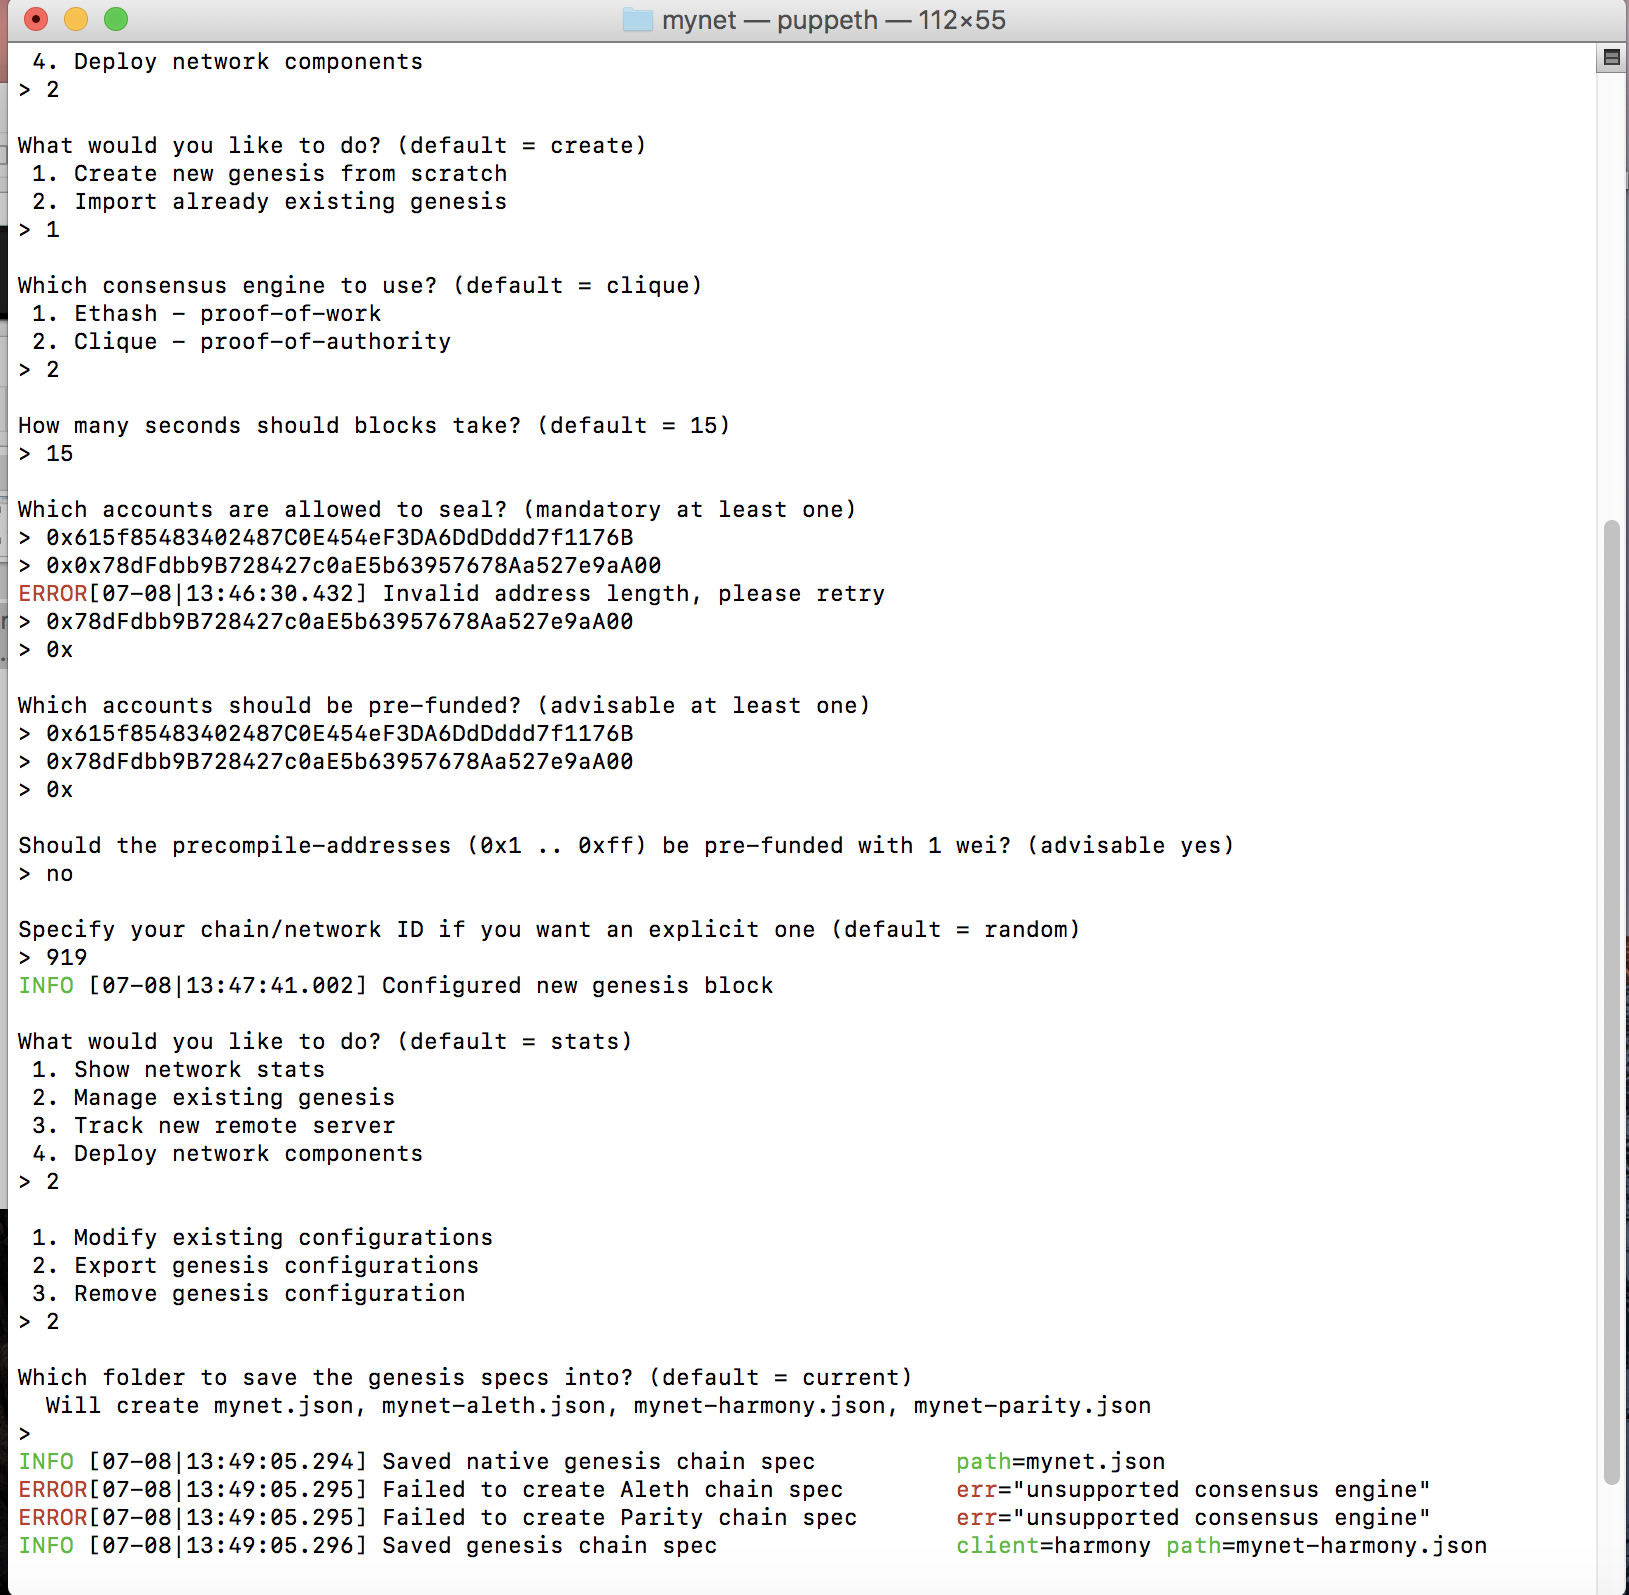 mynet — puppeth — 112×55
4. Deploy network components
> 2
What would you like to do? (default = create)
1. Create new genesis from scratch
2. Import already existing genesis
> 1
Which consensus engine to use? (default = clique)
1. Ethash - proof-of-work
2. Clique - proof-of-authority
> 2
How many seconds should blocks take? (default = 15)
> 15
Which accounts are allowed to seal? (mandatory at least one)
> 0x615f85483402487C0E454eF3DA6DdDddd7f1176B
> 0x0x78dFdbb9B728427c0aE5b63957678Aa527e9aA00
ERROR[07-08|13:46:30.432] Invalid address length, please retry
> 0x78dFdbb9B728427c0aE5b63957678Aa527e9aA00
> 0x
Which accounts should be pre-funded? (advisable at least one)
> 0x615f85483402487C0E454eF3DA6DdDddd7f1176B
> 0x78dFdbb9B728427c0aE5b63957678Aa527e9aA00
> 0x
Should the precompile-addresses (0x1 .. 0xff) be pre-funded with 1 wei? (advisable yes)
> no
Specify your chain/network ID if you want an explicit one (default = random)
> 919
INFO [07-08|13:47:41.002] Configured new genesis block
What would you like to do? (default = stats)
1. Show network stats
2. Manage existing genesis
3. Track new remote server
4. Deploy network components
> 2
1. Modify existing configurations
2. Export genesis configurations
3. Remove genesis configuration
> 2
Which folder to save the genesis specs into? (default = current)
Will create mynet.json, mynet-aleth.json, mynet-harmony.json, mynet-parity.json
>
INFO [07-08|13:49:05.294] Saved native genesis chain spec path=mynet.json
ERROR[07-08|13:49:05.295] Failed to create Aleth chain spec err="unsupported consensus engine"
ERROR[07-08|13:49:05.295] Failed to create Parity chain spec err="unsupported consensus engine"
INFO [07-08|13:49:05.296] Saved genesis chain spec client=harmony path=mynet-harmony.json